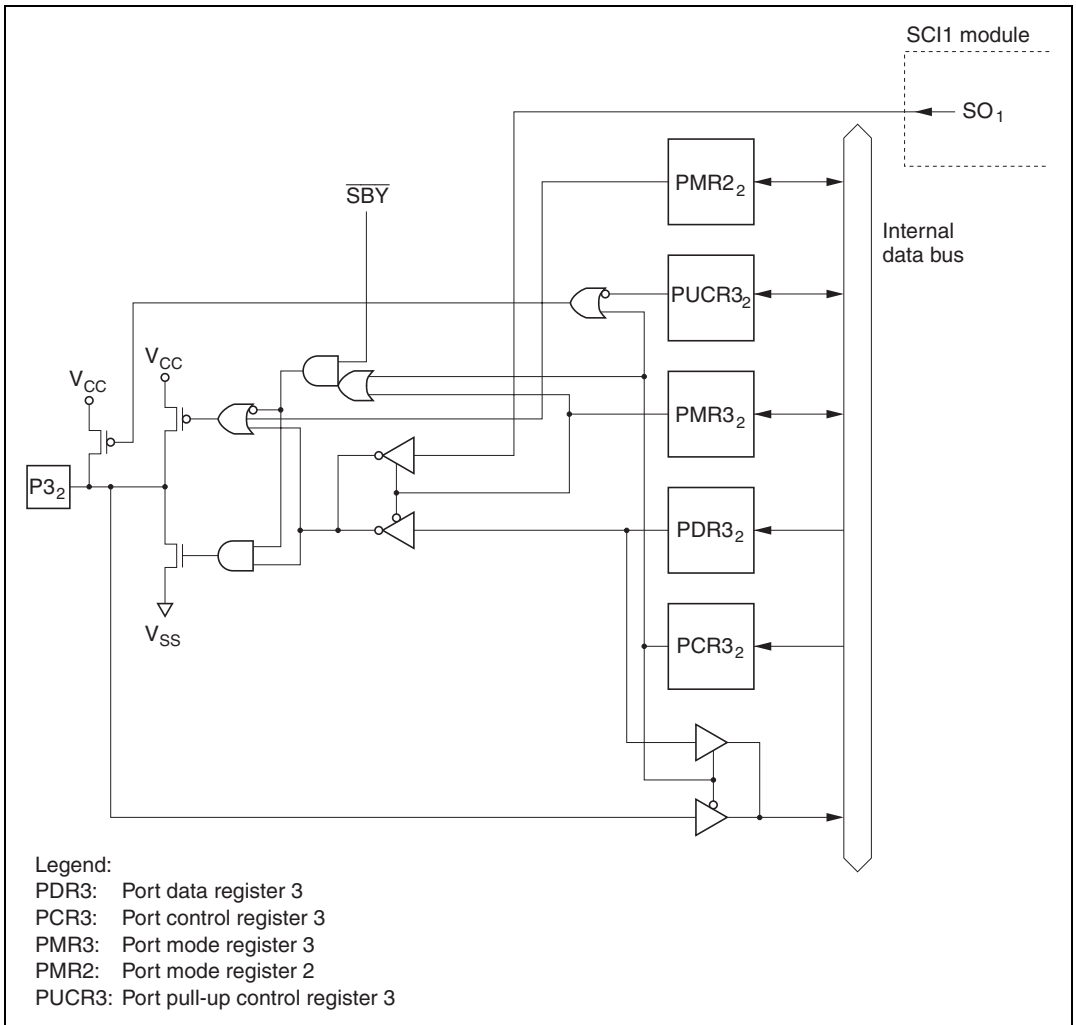 SCI1 module
SO1
SBY
PMR22
Internal
data bus
PUCR32
VCC
VCC
PMR32
P32
PDR32
VSS
PCR32
Legend:
PDR3: Port data register 3
PCR3: Port control register 3
PMR3: Port mode register 3
PMR2: Port mode register 2
PUCR3: Port pull-up control register 3